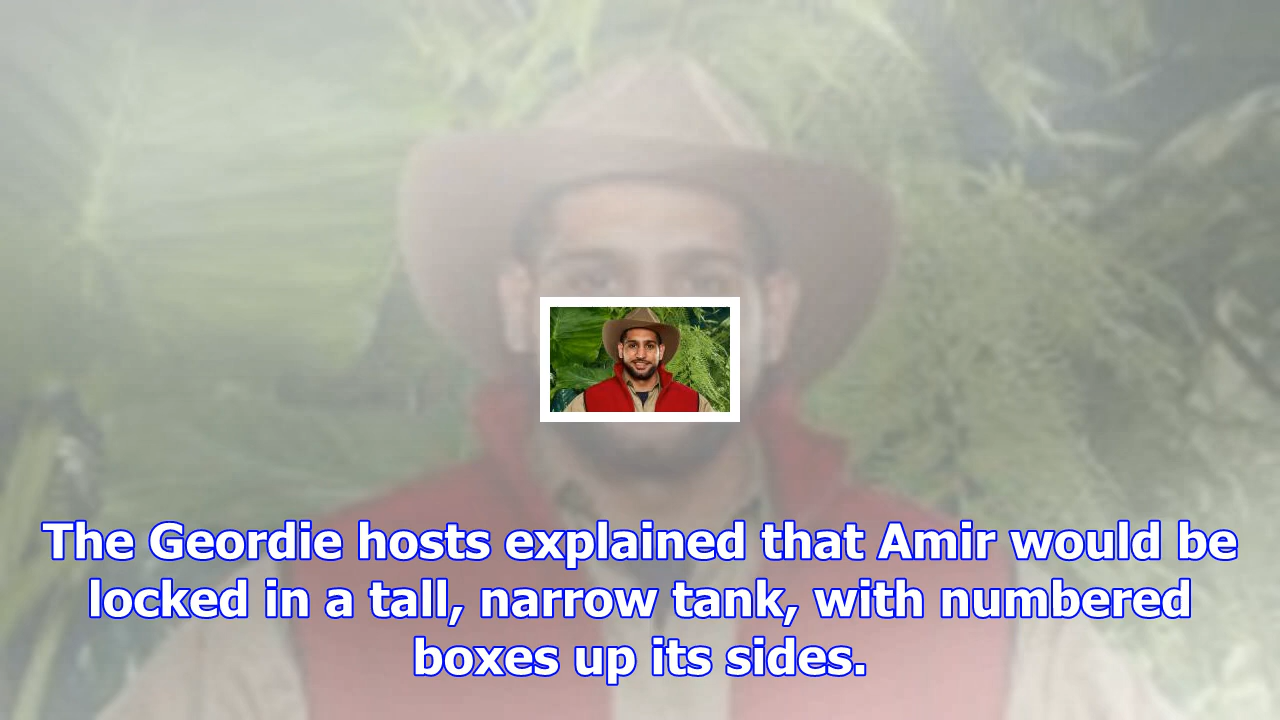 The Geordie hosts explained that Amir would be
locked in a tall, narrow tank, with numbered
boxes up its sides.